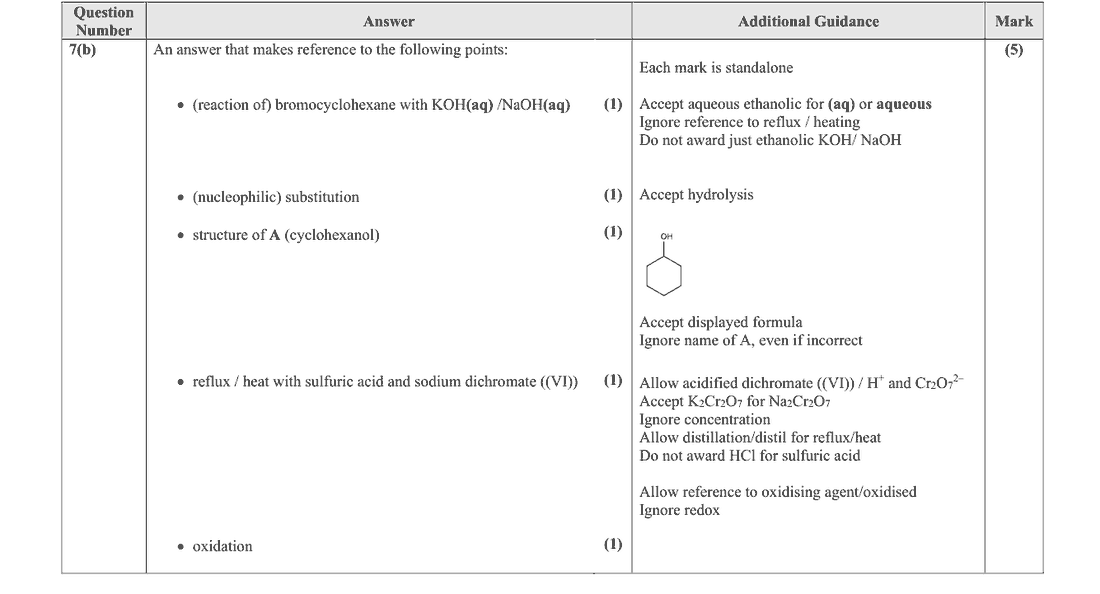 Question Number
Answer
Additional Guidance
Mark
7(b)
An answer that makes reference to the following points:
(5)
Each mark is standalone
• (reaction of) bromocyclohexane with KOH(aq) /NaOH(aq) (1)
Accept aqueous ethanolic for (aq) or aqueous
Ignore reference to reflux / heating
Do not award just ethanolic KOH/ NaOH
• (nucleophilic) substitution (1)
Accept hydrolysis
• structure of A (cyclohexanol) (1)
OH
Accept displayed formula
Ignore name of A, even if incorrect
• reflux / heat with sulfuric acid and sodium dichromate ((VI)) (1)
Allow acidified dichromate ((VI)) / H⁺ and Cr₂O₇²⁻
Accept K₂Cr₂O₇ for Na₂Cr₂O₇
Ignore concentration
Allow distillation/distil for reflux/heat
Do not award HCl for sulfuric acid
Allow reference to oxidising agent/oxidised
Ignore redox
• oxidation (1)